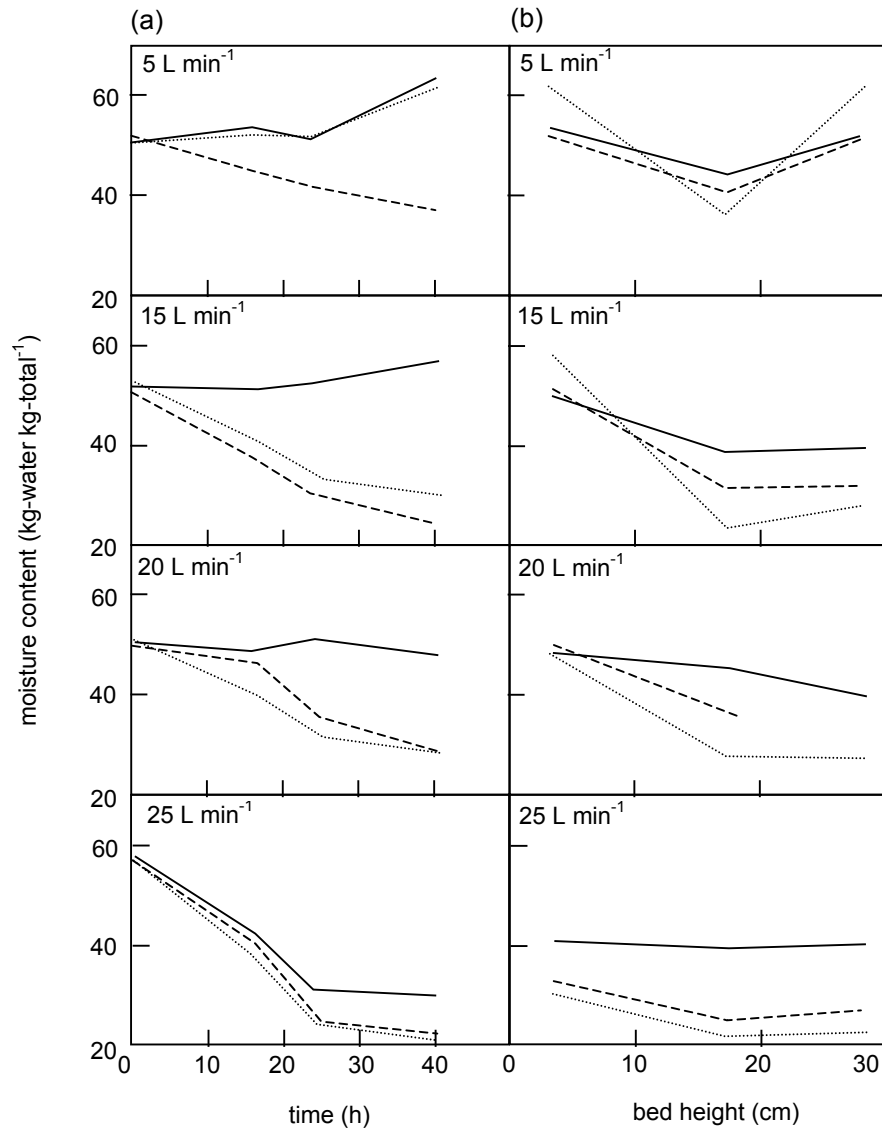 (a) (b)
5 L min⁻¹ 5 L min⁻¹
60
40
20
15 L min⁻¹ 15 L min⁻¹
60
40
20
20 L min⁻¹ 20 L min⁻¹
60
40
20
25 L min⁻¹ 25 L min⁻¹
60
40
20
0 10 20 30 40 0 10 20 30
time (h) bed height (cm)
moisture content (kg-water kg-total⁻¹)